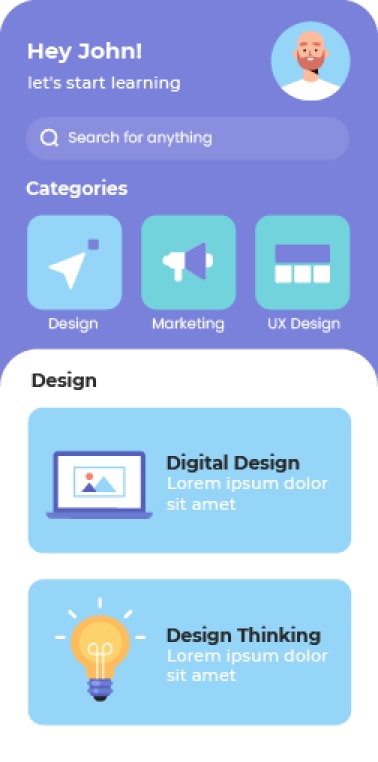 Hey John!
let's start learning
Search for anything
Categories
Design
Marketing
UX Design
Design
Digital Design
Lorem ipsum dolor
sit amet
Design Thinking
Lorem ipsum dolor
sit amet